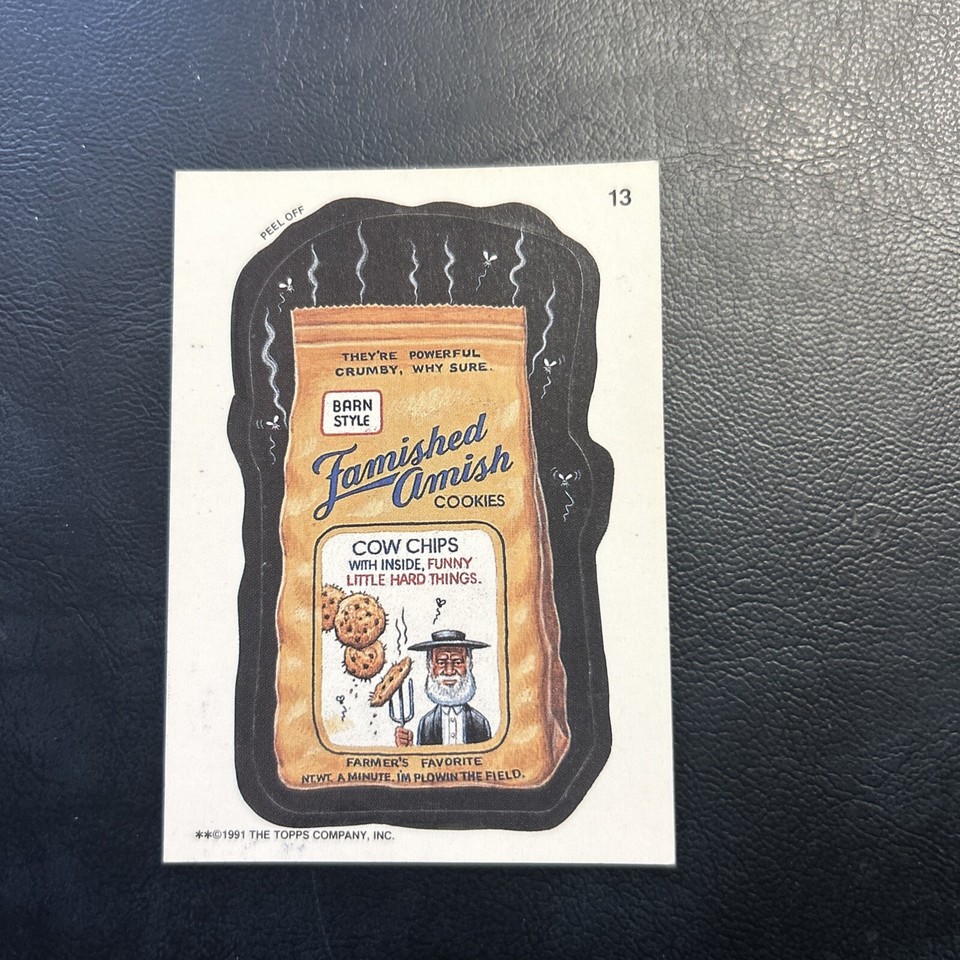 13
PEEL OFF
THEY'RE POWERFUL
CRUMBY, WHY SURE.
BARN
STYLE
Famished
Amish
COOKIES
COW CHIPS
WITH INSIDE, FUNNY
LITTLE HARD THINGS.
FARMER'S FAVORITE
NT. WT. A MINUTE. I'M PLOWIN THE FIELD.
**©1991 THE TOPPS COMPANY, INC.